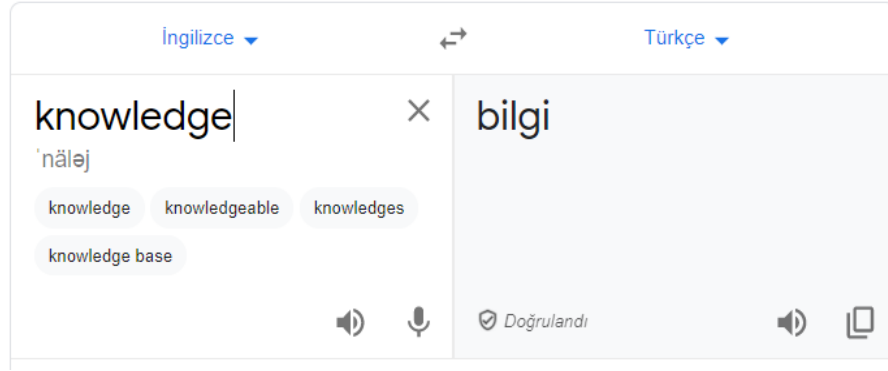 İngilizce Türkçe
knowledge
ˈnäləj
knowledge knowledgeable knowledges
knowledge base
bilgi
Doğrulandı